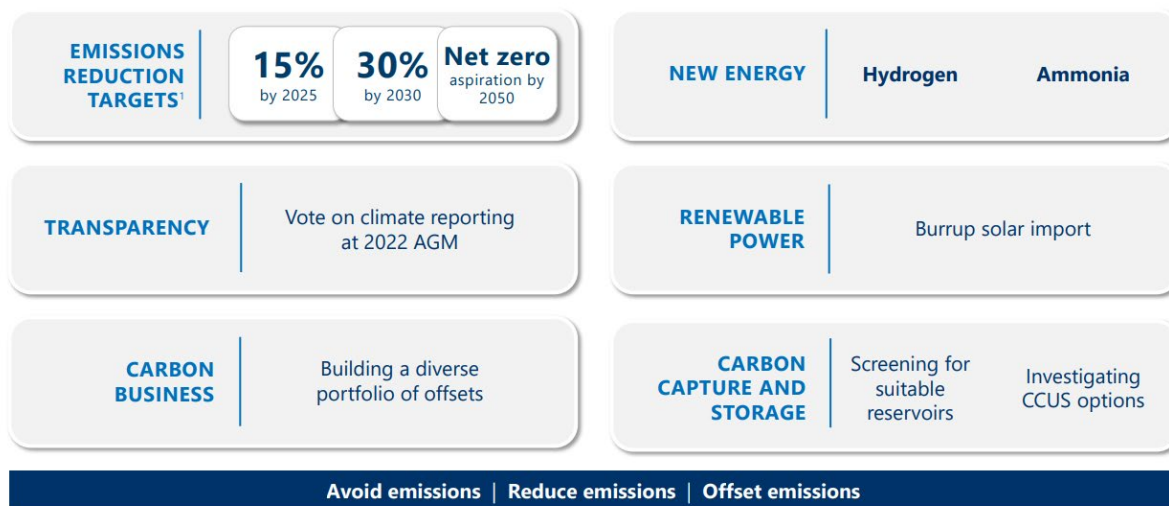 EMISSIONS
REDUCTION
TARGETS¹
15%
by 2025
30%
by 2030
Net zero
aspiration by
2050
NEW ENERGY
Hydrogen
Ammonia
TRANSPARENCY
Vote on climate reporting
at 2022 AGM
RENEWABLE
POWER
Burrup solar import
CARBON
BUSINESS
Building a diverse
portfolio of offsets
CARBON
CAPTURE AND
STORAGE
Screening for
suitable
reservoirs
Investigating
CCUS options
Avoid emissions | Reduce emissions | Offset emissions